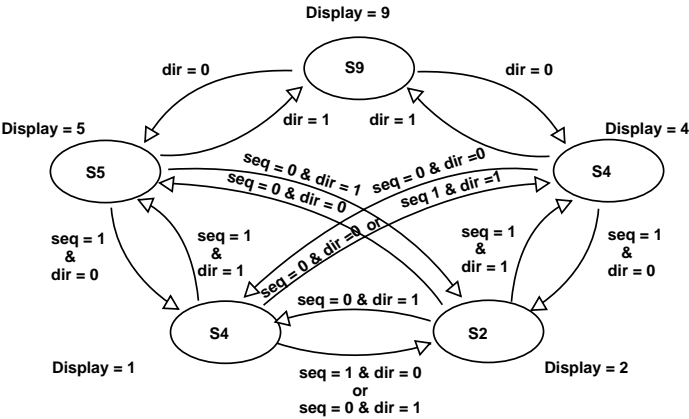 Display = 9
S9
dir = 0
dir = 0
dir = 1
dir = 1
Display = 5
Display = 4
S5
S4
seq = 0 & dir = 1
seq = 0 & dir =0
seq = 0 & dir = 0
seq 1 & dir =1
seq = 0 & dir =0 or
seq = 1
&
dir = 0
seq = 1
&
dir = 1
seq = 1
&
dir = 1
seq = 1
&
dir = 0
seq = 0 & dir = 1
S4
S2
Display = 1
Display = 2
seq = 1 & dir = 0
or
seq = 0 & dir = 1